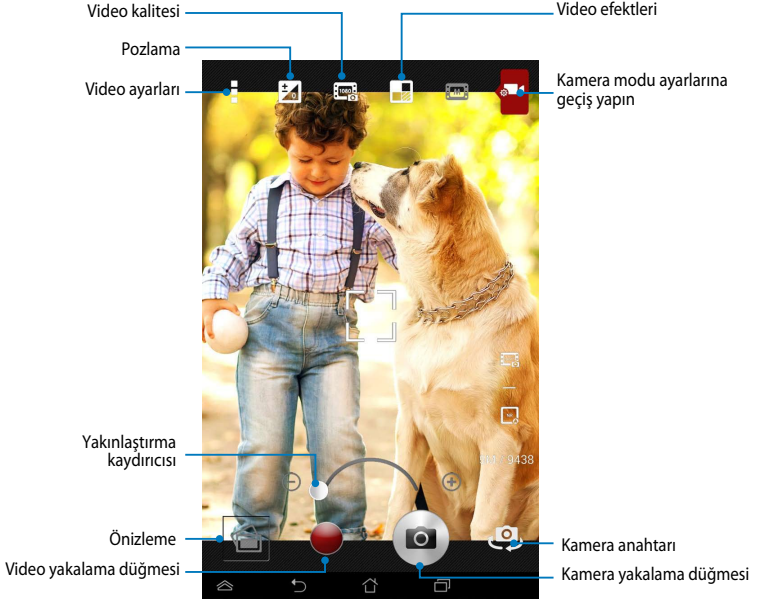 Video kalitesi
Video efektleri
Pozlama
Video ayarları
Kamera modu ayarlarına
geçiş yapın
1080
Yakınlaştırma
kaydırıcısı
9438
Önizleme
Kamera anahtarı
Video yakalama düğmesi
Kamera yakalama düğmesi